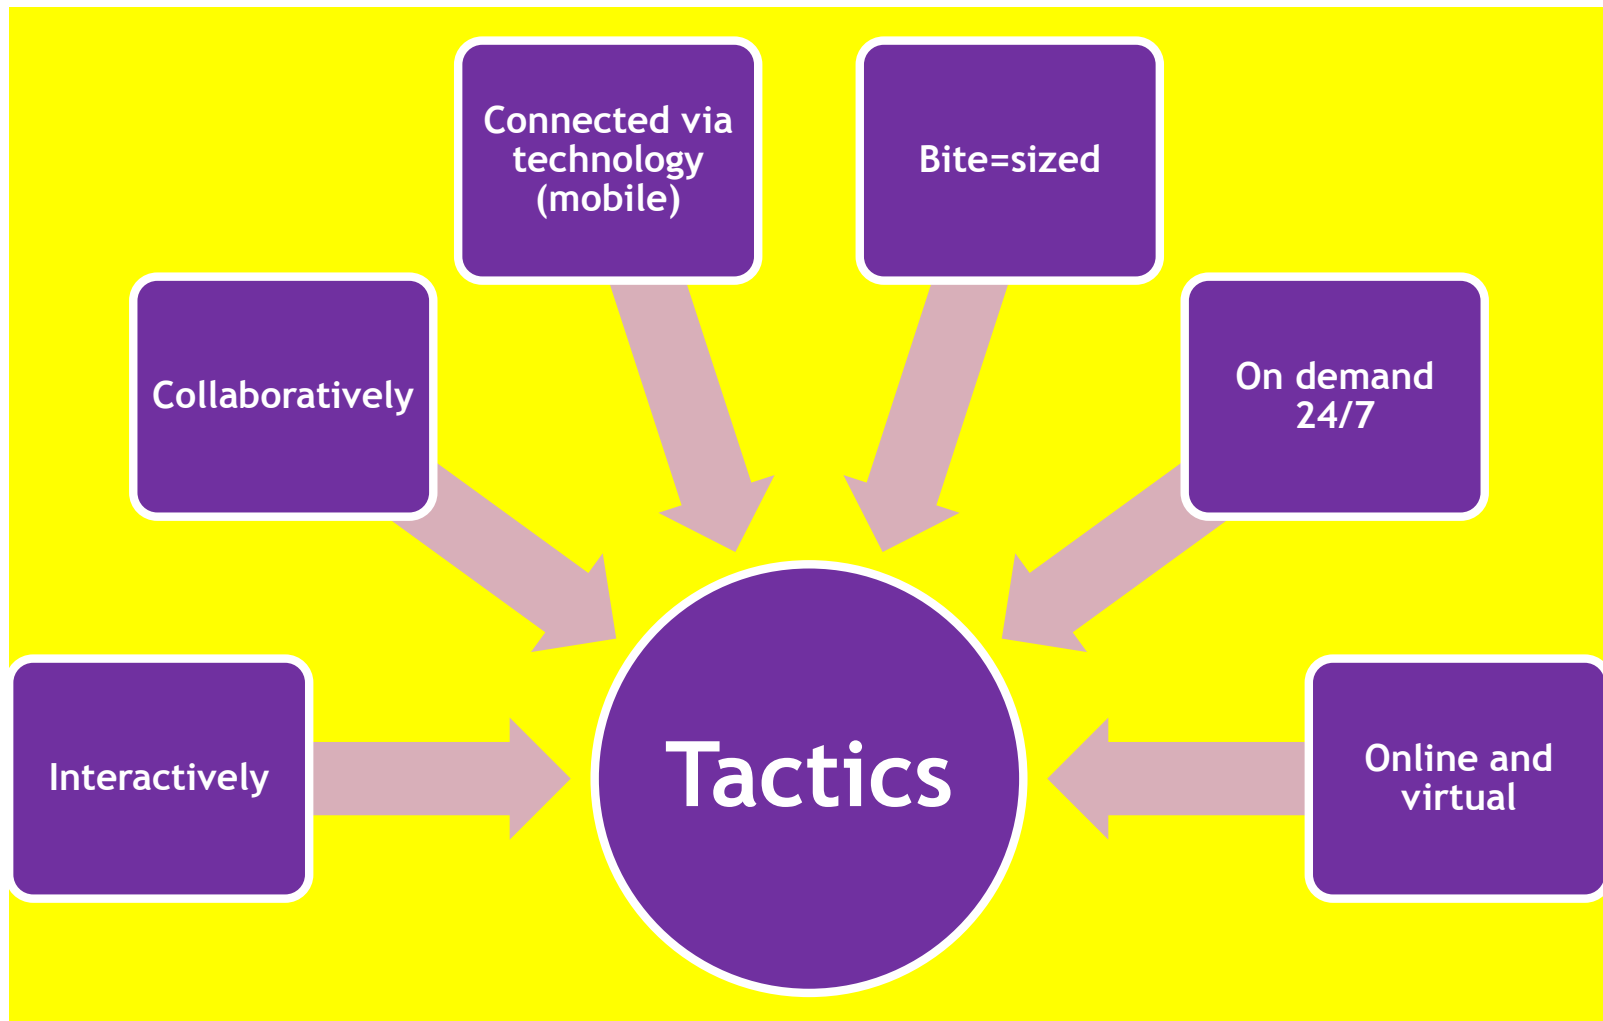 Connected via
technology
(mobile)
Bite=sized
Collaboratively
On demand
24/7
Interactively
Tactics
Online and
virtual